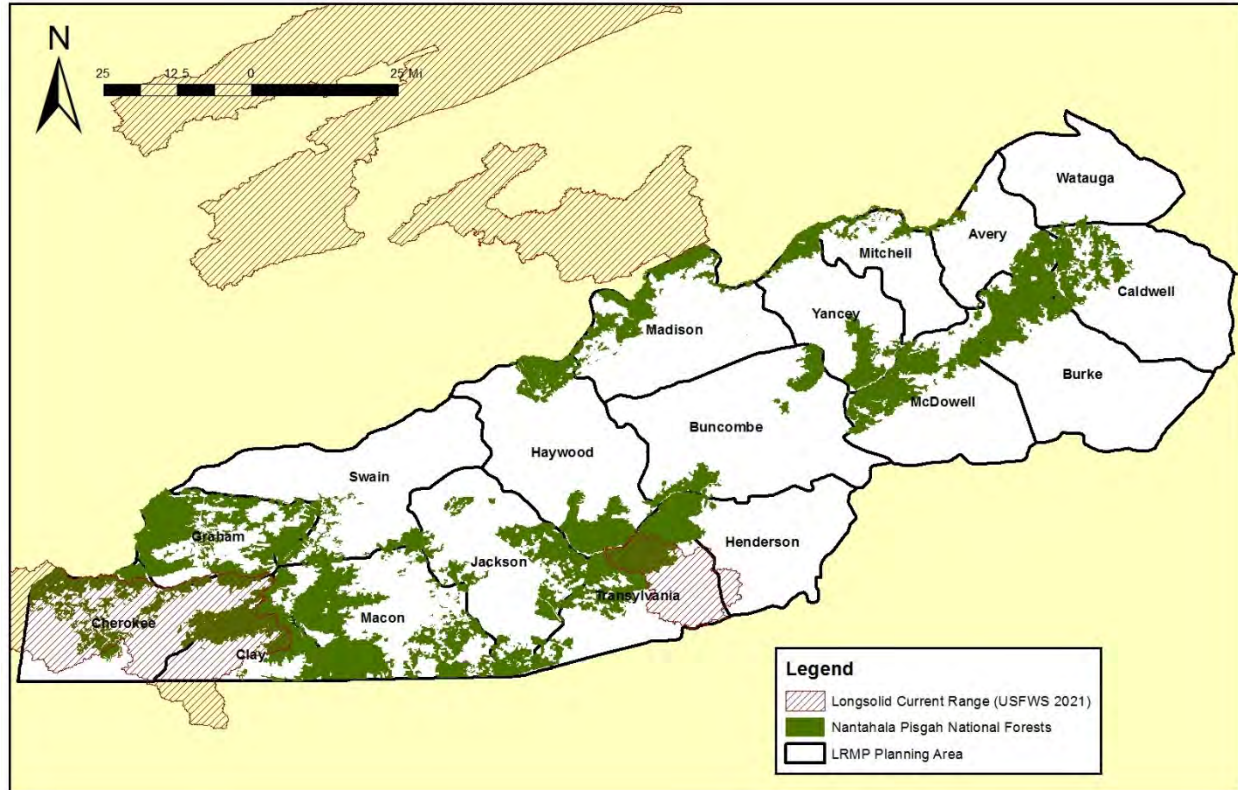 N
25 12.5 0 25 Mi
Watauga
Avery
Mitchell
Caldwell
Yancey
Madison
Burke
McDowell
Buncombe
Haywood
Swain
Graham
Henderson
Jackson
Transylvania
Macon
Cherokee
Clay
Legend
Longsolid Current Range (USFWS 2021)
Nantahala Pisgah National Forests
LRMP Planning Area